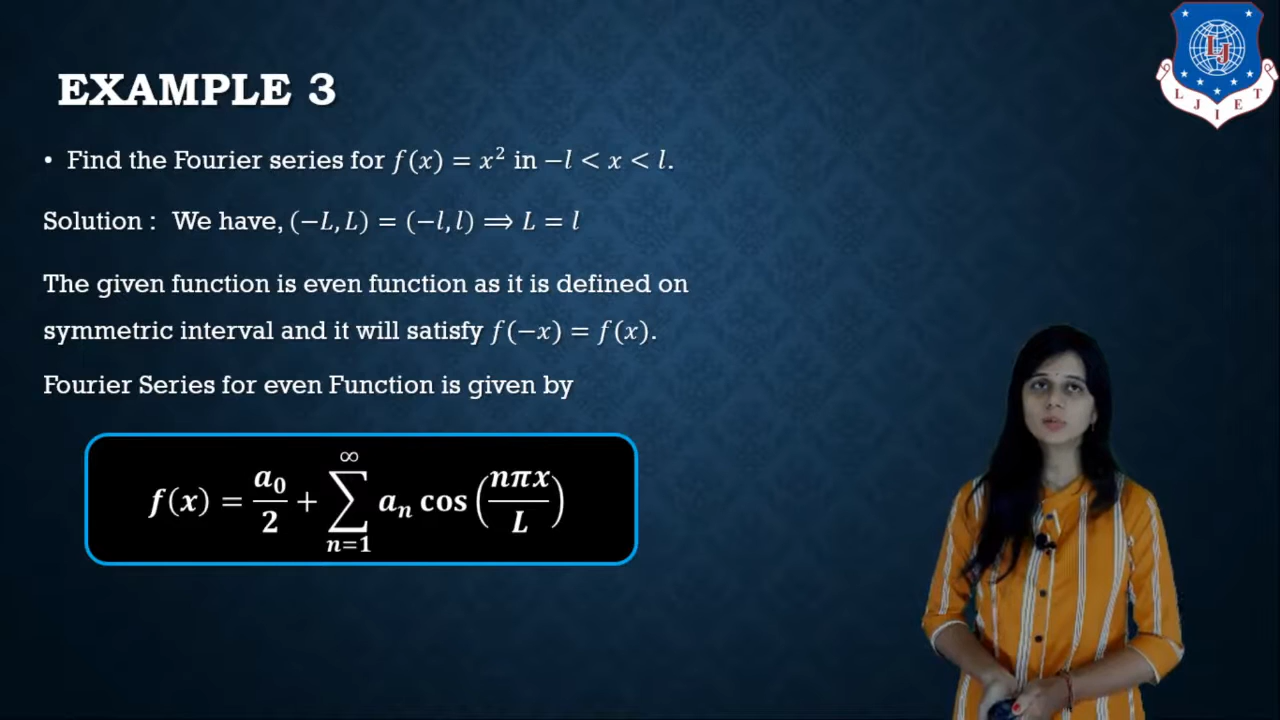 EXAMPLE 3
• Find the Fourier series for f(x) = x² in −l < x < l.
Solution : We have, (−L, L) = (−l, l) ⟹ L = l
The given function is even function as it is defined on
symmetric interval and it will satisfy f(−x) = f(x).
Fourier Series for even Function is given by
f(x) = a₀/2 + ∑_{n=1}^{∞} aₙ cos (nπx/L)
LJ
L J I E T